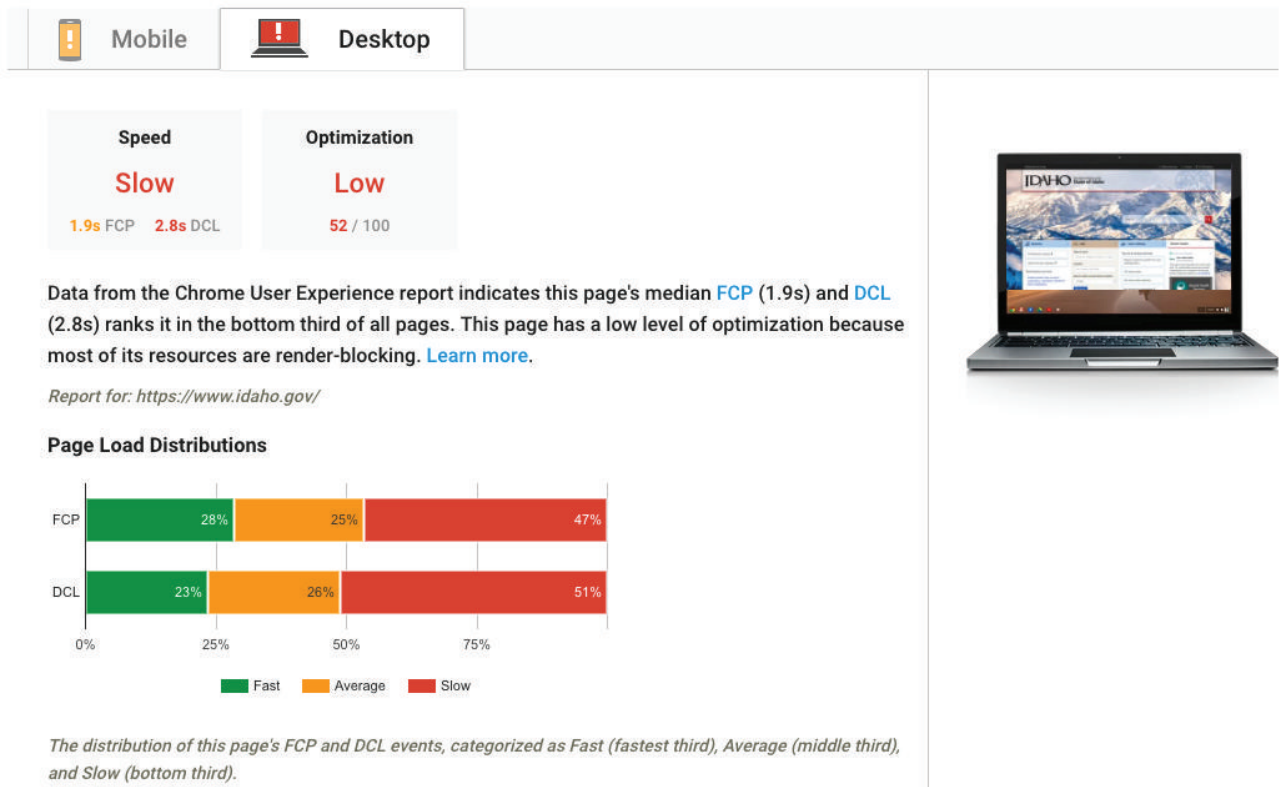 Mobile
Desktop
Speed
Optimization
Slow
Low
1.9s FCP 2.8s DCL
52 / 100
IDAHO
Data from the Chrome User Experience report indicates this page's median FCP (1.9s) and DCL
(2.8s) ranks it in the bottom third of all pages. This page has a low level of optimization because
most of its resources are render-blocking. Learn more.
Report for: https://www.idaho.gov/
Page Load Distributions
FCP 28% 25% 47%
DCL 23% 26% 51%
0% 25% 50% 75%
Fast Average Slow
The distribution of this page's FCP and DCL events, categorized as Fast (fastest third), Average (middle third),
and Slow (bottom third).